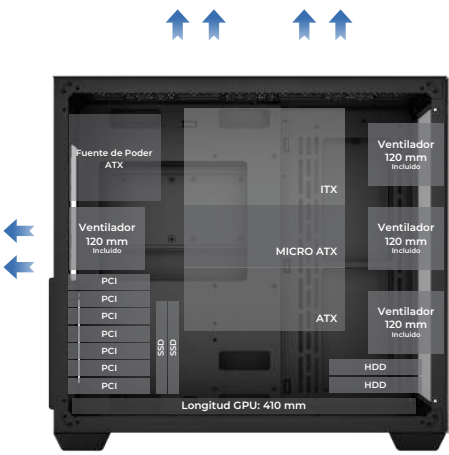 Fuente de Poder
ATX
Ventilador
120 mm
Incluido
ITX
Ventilador
120 mm
Incluido
MICRO ATX
Ventilador
120 mm
Incluido
PCI
PCI
PCI
PCI
PCI
PCI
PCI
SSD
SSD
ATX
Ventilador
120 mm
Incluido
HDD
HDD
Longitud GPU: 410 mm